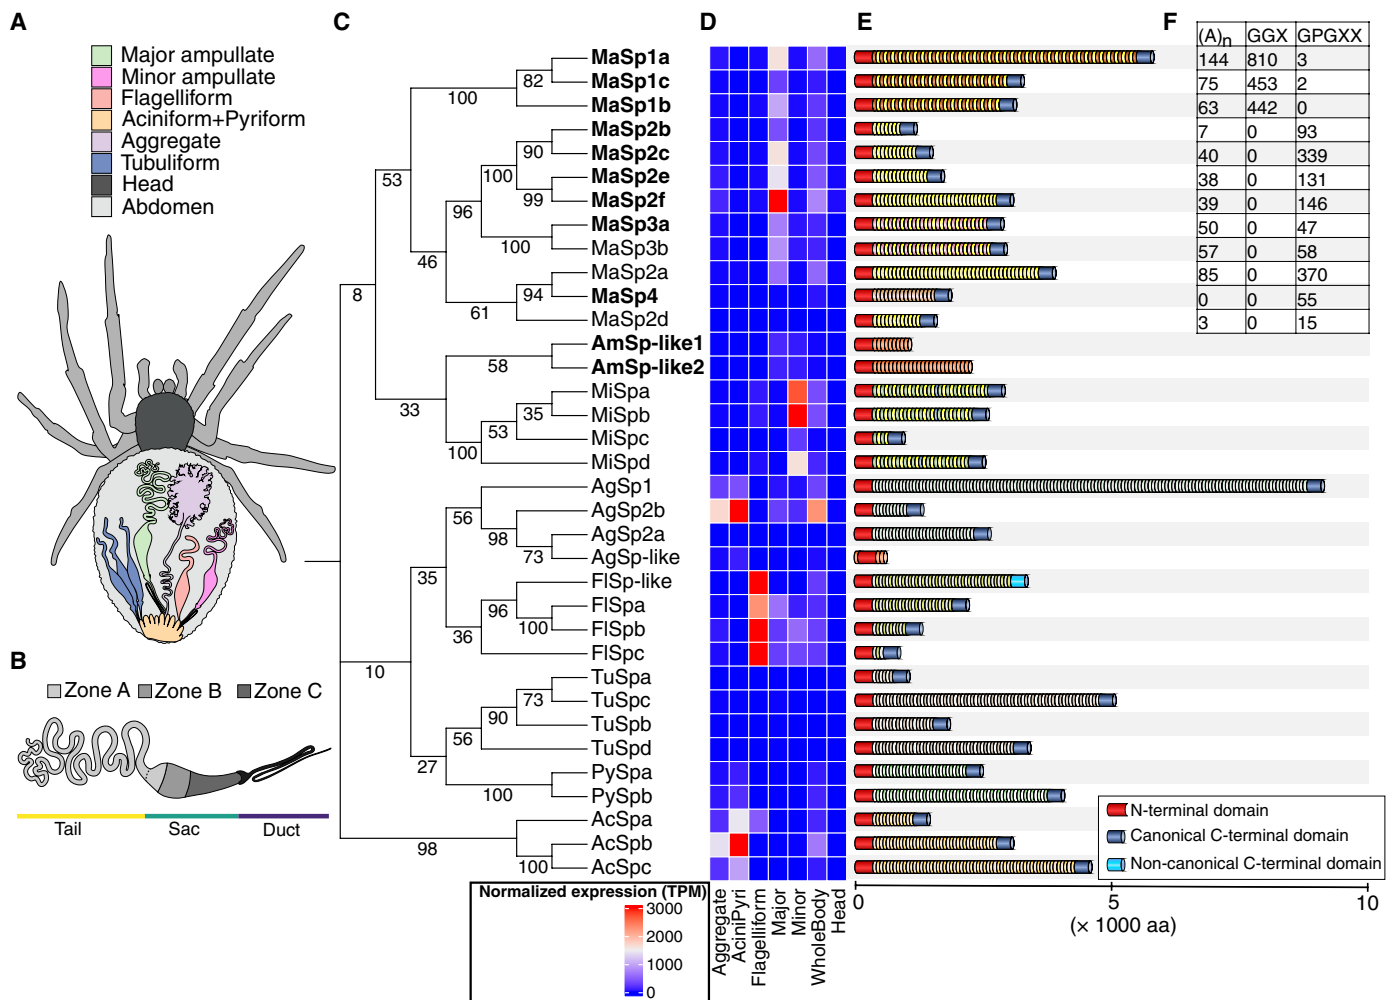 A
Major ampullate
Minor ampullate
Flagelliform
Aciniform+Pyriform
Aggregate
Tubuliform
Head
Abdomen
B
Zone A
Zone B
Zone C
Tail
Sac
Duct
C
MaSp1a
MaSp1c
MaSp1b
MaSp2b
MaSp2c
MaSp2e
MaSp2f
MaSp3a
MaSp3b
MaSp2a
MaSp4
MaSp2d
AmSp-like1
AmSp-like2
MiSpa
MiSpb
MiSpc
MiSpd
AgSp1
AgSp2b
AgSp2a
AgSp-like
FlSp-like
FlSpa
FlSpb
FlSpc
TuSpa
TuSpc
TuSpb
TuSpd
PySpa
PySpb
AcSpa
AcSpb
AcSpc
82
100
90
53
100
99
96
100
46
94
8
61
58
33
35
53
100
56
98
73
35
96
100
36
10
73
90
56
27
100
98
100
Normalized expression (TPM)
3000
2000
1000
0
D
Aggregate
AciniPyri
Flagelliform
Major
Minor
WholeBody
Head
E
N-terminal domain
Canonical C-terminal domain
Non-canonical C-terminal domain
0 5 10
(× 1000 aa)
F
(A)n GGX GPGXX
144 810 3
75 453 2
63 442 0
7 0 93
40 0 339
38 0 131
39 0 146
50 0 47
57 0 58
85 0 370
0 0 55
3 0 15